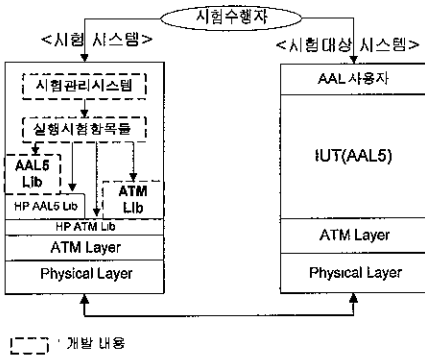 시험수행자
<시험 시스템>
<시험대상 시스템>
시험관리시스템
실행시험항목들
AAL5
Lib
HP AAL5 Lib
ATM
Lib
HP ATM Lib
ATM Layer
Physical Layer
AAL 사용자
IUT(AAL5)
ATM Layer
Physical Layer
: 개발 내용